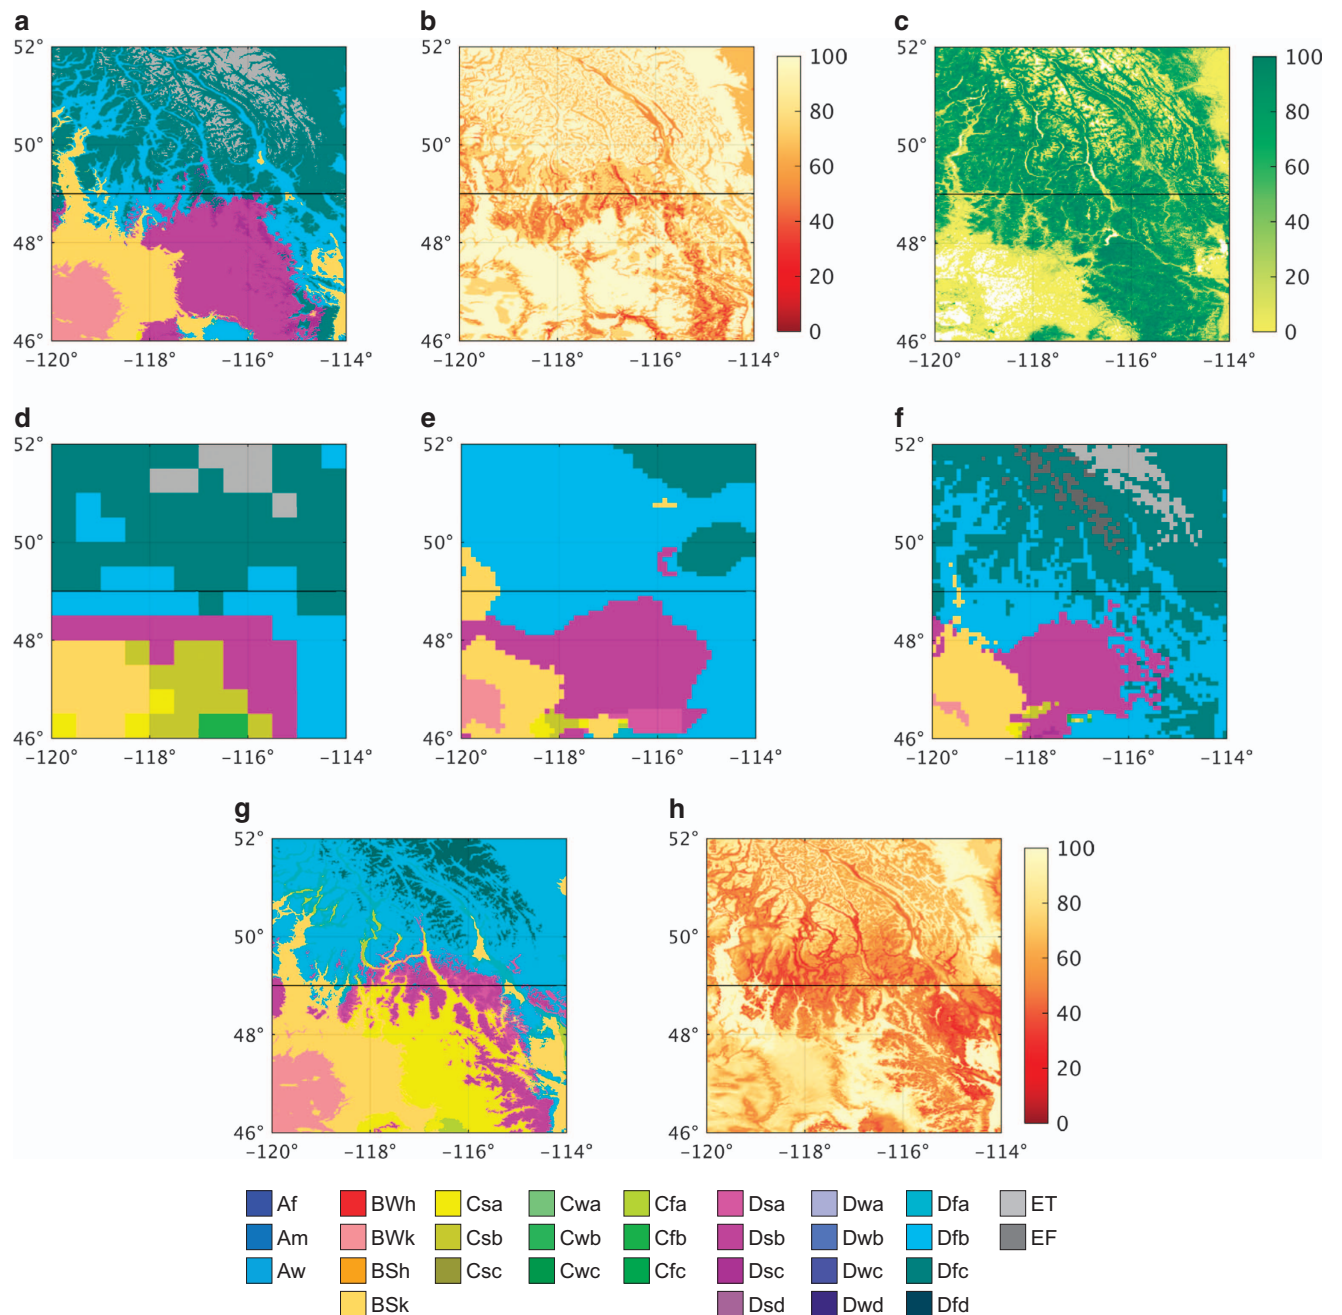 a b c
52° 52° 100 52° 100
80 80
50° 50° 60 50° 60
40 40
48° 48° 20 48° 20
0 0
46° 46° 46°
−120 −118 −116 −114° −120 −118 −116 −114° −120 −118 −116 −114°
d e f
52° 52° 52°
50° 50° 50°
48° 48° 48°
46° 46° 46°
−120 −118 −116 −114° −120 −118 −116 −114° −120 −118 −116 −114°
g h
52° 52° 100
80
50° 50° 60
40
48° 48° 20
0
46° 46°
−120 −118 −116 −114° −120 −118 −116 −114°
Af BWh Csa Cwa Cfa Dsa Dwa Dfa ET
Am BWk Csb Cwb Cfb Dsb Dwb Dfb EF
Aw BSh Csc Cwc Cfc Dsc Dwc Dfc
BSk Dsd Dwd Dfd